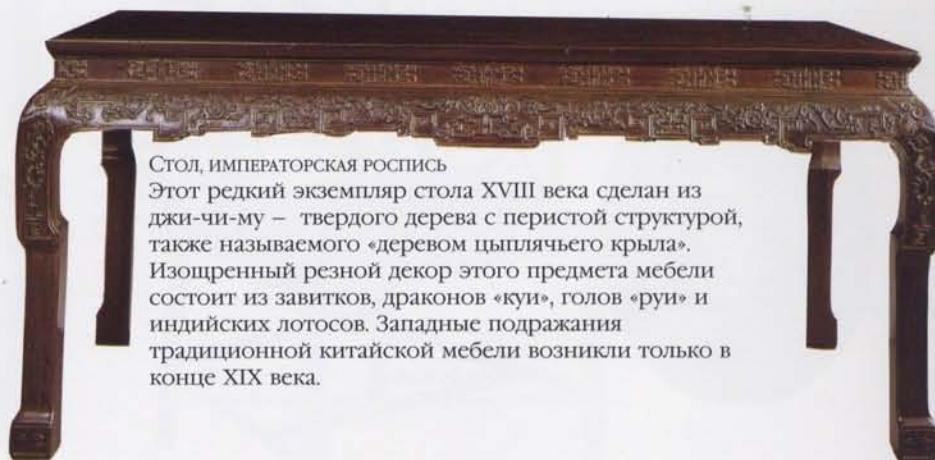 СТОЛ, ИМПЕРАТОРСКАЯ РОСПИСЬ
Этот редкий экземпляр стола XVIII века сделан из
джи-чи-му – твердого дерева с перистой структурой,
также называемого «деревом цыплячьего крыла».
Изощренный резной декор этого предмета мебели
состоит из завитков, драконов «куи», голов «руи» и
индийских лотосов. Западные подражания
традиционной китайской мебели возникли только в
конце XIX века.